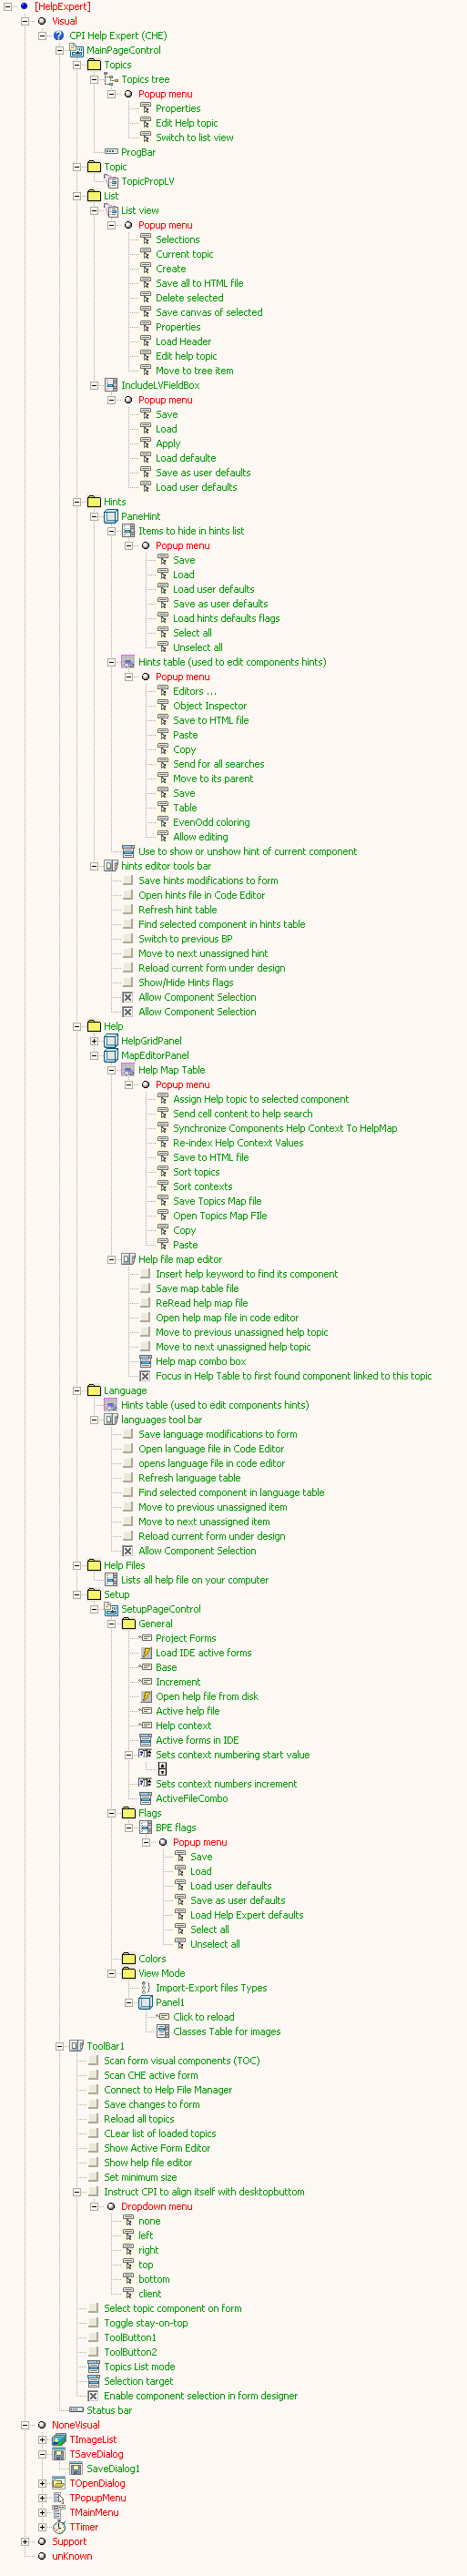 [HelpExpert]
Visual
CPI Help Expert (CHE)
MainPageControl
Topics
Topics tree
Popup menu
Properties
Edit Help topic
Switch to list view
ProgBar
Topic
TopicPropLV
List
List view
Popup menu
Selections
Current topic
Create
Save all to HTML file
Delete selected
Save canvas of selected
Properties
Load Header
Edit help topic
Move to tree item
IncludeLVFieldBox
Popup menu
Save
Load
Apply
Load defaulte
Save as user defaults
Load user defaults
Hints
PaneHint
Items to hide in hints list
Popup menu
Save
Load
Load user defaults
Save as user defaults
Load hints defaults flags
Select all
Unselect all
Hints table (used to edit components hints)
Popup menu
Editors ...
Object Inspector
Save to HTML file
Paste
Copy
Send for all searches
Move to its parent
Save
Table
EvenOdd coloring
Allow editing
Use to show or unshow hint of current component
hints editor tools bar
Save hints modifications to form
Open hints file in Code Editor
Refresh hint table
Find selected component in hints table
Switch to previous BP
Move to next unassigned hint
Reload current form under design
Show/Hide Hints flags
Allow Component Selection
Allow Component Selection
Help
HelpGridPanel
MapEditorPanel
Help Map Table
Popup menu
Assign Help topic to selected component
Send cell content to help search
Synchronize Components Help Context To HelpMap
Re-index Help Context Values
Save to HTML file
Sort topics
Sort contexts
Save Topics Map file
Open Topics Map FIle
Copy
Paste
Help file map editor
Insert help keyword to find its component
Save map table file
ReRead help map file
Open help map file in code editor
Move to previous unassigned help topic
Move to next unassigned help topic
Help map combo box
Focus in Help Table to first found component linked to this topic
Language
Hints table (used to edit components hints)
languages tool bar
Save language modifications to form
Open language file in Code Editor
opens language file in code editor
Refresh language table
Find selected component in language table
Move to previous unassigned item
Move to next unassigned item
Reload current form under design
Allow Component Selection
Help Files
Lists all help file on your computer
Setup
SetupPageControl
General
Project Forms
Load IDE active forms
Base
Increment
Open help file from disk
Active help file
Help context
Active forms in IDE
Sets context numbering start value
Sets context numbers increment
ActiveFileCombo
Flags
BPE flags
Popup menu
Save
Load
Load user defaults
Save as user defaults
Load Help Expert defaults
Select all
Unselect all
Colors
View Mode
Import-Export files Types
Panel1
Click to reload
Classes Table for images
ToolBar1
Scan form visual components (TOC)
Scan CHE active form
Connect to Help File Manager
Save changes to form
Reload all topics
CLear list of loaded topics
Show Active Form Editor
Show help file editor
Set minimum size
Instruct CPI to align itself with desktopbuttom
Dropdown menu
none
left
right
top
bottom
client
Select topic component on form
Toggle stay-on-top
ToolButton1
ToolButton2
Topics List mode
Selection target
Enable component selection in form designer
Status bar
NoneVisual
TImageList
TSaveDialog
SaveDialog1
TOpenDialog
TPopupMenu
TMainMenu
TTimer
Support
unKnown